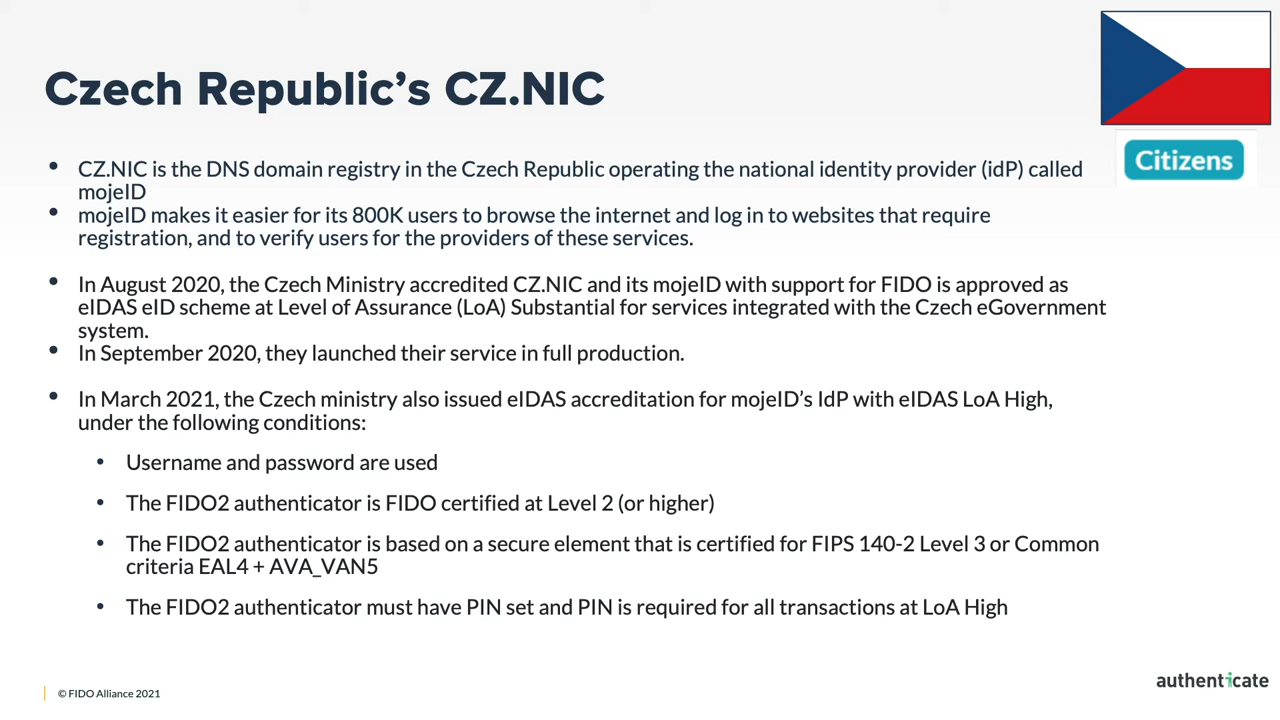 Czech Republic’s CZ.NIC
Citizens
• CZ.NIC is the DNS domain registry in the Czech Republic operating the national identity provider (idP) called
mojeID
• mojeID makes it easier for its 800K users to browse the internet and log in to websites that require
registration, and to verify users for the providers of these services.
• In August 2020, the Czech Ministry accredited CZ.NIC and its mojeID with support for FIDO is approved as
eIDAS eID scheme at Level of Assurance (LoA) Substantial for services integrated with the Czech eGovernment
system.
• In September 2020, they launched their service in full production.
• In March 2021, the Czech ministry also issued eIDAS accreditation for mojeID’s IdP with eIDAS LoA High,
under the following conditions:
• Username and password are used
• The FIDO2 authenticator is FIDO certified at Level 2 (or higher)
• The FIDO2 authenticator is based on a secure element that is certified for FIPS 140-2 Level 3 or Common
criteria EAL4 + AVA_VAN5
• The FIDO2 authenticator must have PIN set and PIN is required for all transactions at LoA High
© FIDO Alliance 2021
authenticate